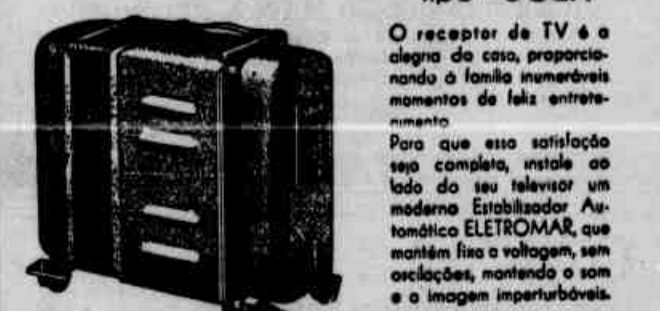 O receptor de TV é a
alegria da casa, proporcio-
nando à família inumeráveis
momentos de feliz entrete-
nimento
Para que essa satisfação
seja completa, instale ao
lado do seu televisor um
moderno Estabilizador Au-
tomático ELETROMAR, que
mantém fixa a voltagem, sem
oscilações, mantendo o som
e a imagem imperturbáveis.